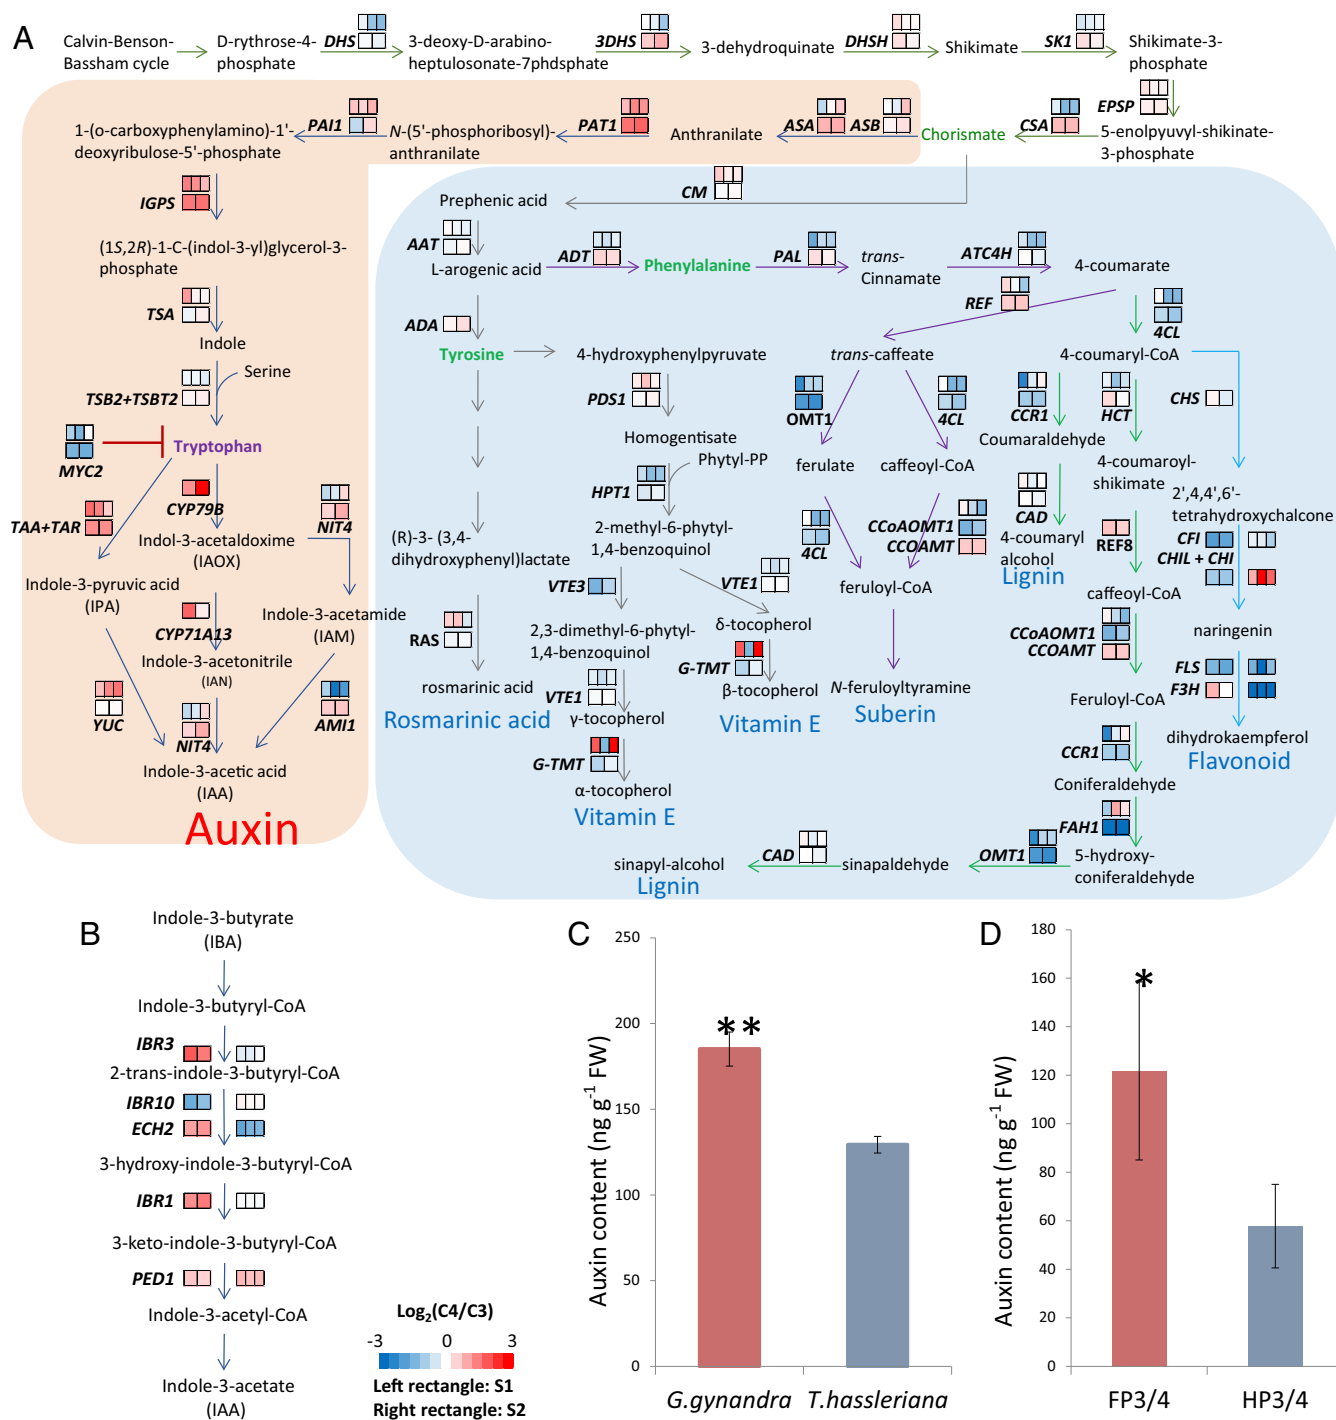 A
Calvin-Benson-
Bassham cycle
D-rythrose-4-
phosphate
DHS
3-deoxy-D-arabino-
heptulosonate-7phdsphate
3DHS
3-dehydroquinate
DHSH
Shikimate
SK1
Shikimate-3-
phosphate
EPSP
5-enolpyuvyl-shikinate-
3-phosphate
CSA
Chorismate
ASB
ASA
Anthranilate
PAT1
N-(5'-phosphoribosyl)-
anthranilate
PAI1
1-(o-carboxyphenylamino)-1'-
deoxyribulose-5'-phosphate
IGPS
(1S,2R)-1-C-(indol-3-yl)glycerol-3-
phosphate
TSA
Indole
Serine
TSB2+TSBT2
MYC2
Tryptophan
TAA+TAR
CYP79B
NIT4
Indol-3-acetaldoxime
(IAOX)
Indole-3-pyruvic acid
(IPA)
CYP71A13
Indole-3-acetamide
(IAM)
Indole-3-acetonitrile
(IAN)
YUC
NIT4
AMI1
Indole-3-acetic acid
(IAA)
Auxin
CM
Prephenic acid
AAT
L-arogenic acid
ADT
Phenylalanine
PAL
trans-
Cinnamate
ATC4H
4-coumarate
REF
4CL
ADA
Tyrosine
4-hydroxyphenylpyruvate
trans-caffeate
4-coumaryl-CoA
PDS1
OMT1
4CL
CCR1
HCT
CHS
Homogentisate
Phytyl-PP
Coumaraldehyde
ferulate
caffeoyl-CoA
4-coumaroyl-
shikimate
HPT1
2',4,4',6'-
tetrahydroxychalcone
CAD
2-methyl-6-phytyl-
1,4-benzoquinol
(R)-3- (3,4-
dihydroxyphenyl)lactate
4CL
CCoAOMT1
CCOAMT
4-coumaryl
alcohol
Lignin
REF8
CFI
CHIL + CHI
VTE3
VTE1
feruloyl-CoA
caffeoyl-CoA
RAS
2,3-dimethyl-6-phytyl-
1,4-benzoquinol
δ-tocopherol
CCoAOMT1
CCOAMT
naringenin
G-TMT
FLS
F3H
rosmarinic acid
Rosmarinic acid
VTE1
γ-tocopherol
β-tocopherol
Vitamin E
N-feruloyltyramine
Suberin
Feruloyl-CoA
CCR1
dihydrokaempferol
Flavonoid
G-TMT
α-tocopherol
Vitamin E
Coniferaldehyde
FAH1
5-hydroxy-
coniferaldehyde
OMT1
sinapaldehyde
CAD
sinapyl-alcohol
Lignin
B
Indole-3-butyrate
(IBA)
Indole-3-butyryl-CoA
IBR3
2-trans-indole-3-butyryl-CoA
IBR10
ECH2
3-hydroxy-indole-3-butyryl-CoA
IBR1
3-keto-indole-3-butyryl-CoA
PED1
Indole-3-acetyl-CoA
Indole-3-acetate
(IAA)
Log2(C4/C3)
-3 0 3
Left rectangle: S1
Right rectangle: S2
C
Auxin content (ng g-1 FW)
250
200
150
100
50
0
**
G.gynandra
T.hassleriana
D
Auxin content (ng g-1 FW)
180
160
140
120
100
80
60
40
20
0
*
FP3/4
HP3/4